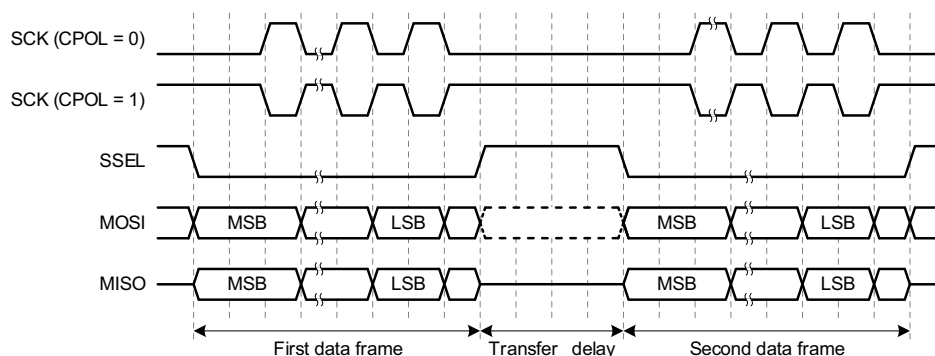 SCK (CPOL = 0)
SCK (CPOL = 1)
SSEL
MOSI MSB LSB MSB LSB
MISO MSB LSB MSB LSB
First data frame Transfer delay Second data frame